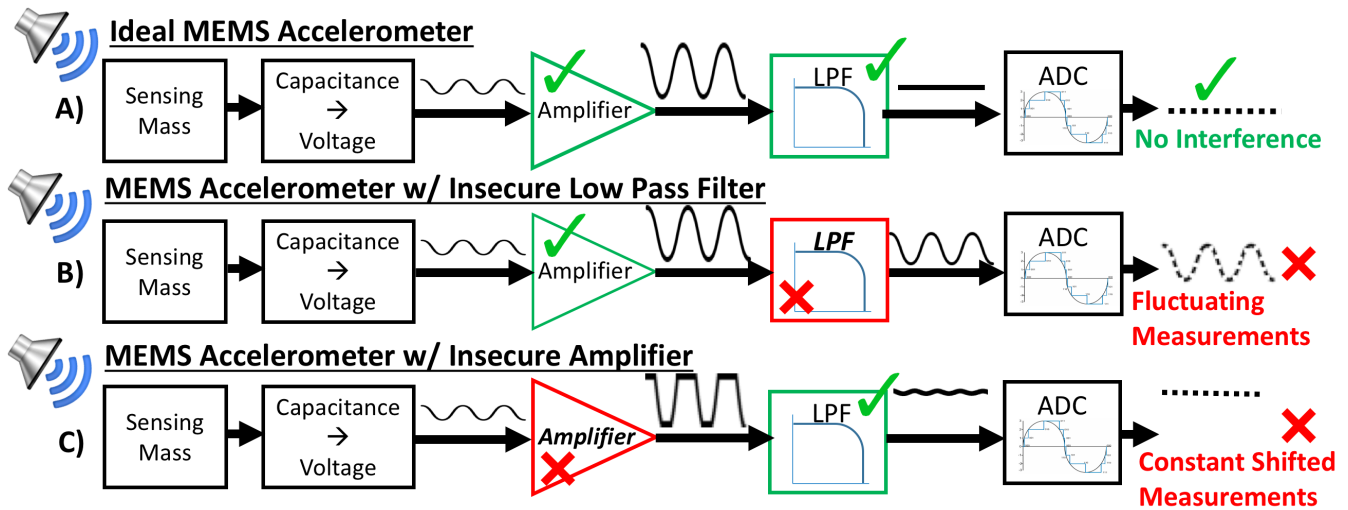 Ideal MEMS Accelerometer
A)
Sensing
Mass
Capacitance
→
Voltage
Amplifier
LPF
ADC
No Interference
MEMS Accelerometer w/ Insecure Low Pass Filter
B)
Sensing
Mass
Capacitance
→
Voltage
Amplifier
LPF
ADC
Fluctuating
Measurements
MEMS Accelerometer w/ Insecure Amplifier
C)
Sensing
Mass
Capacitance
→
Voltage
Amplifier
LPF
ADC
Constant Shifted
Measurements